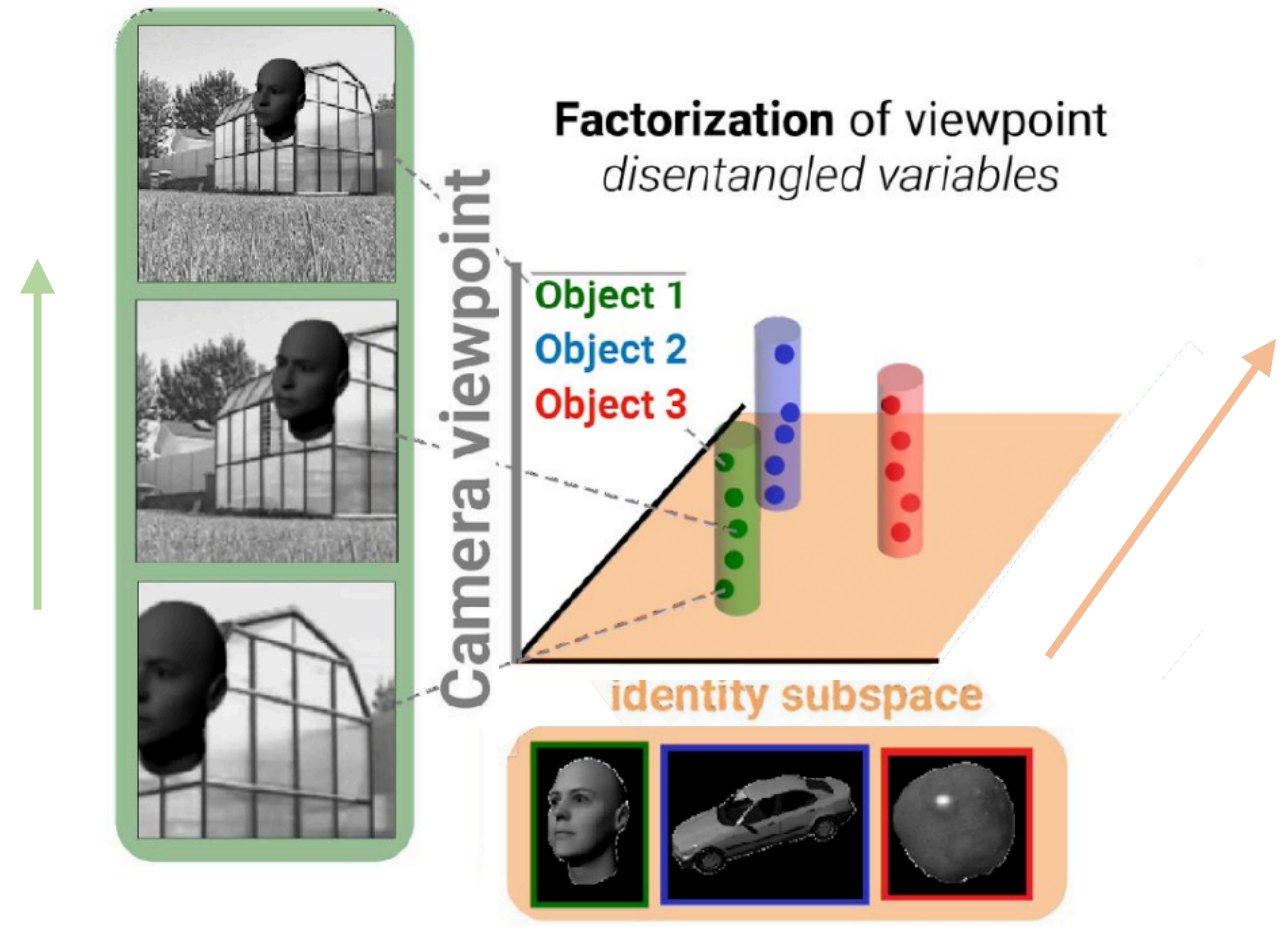 Factorization of viewpoint
disentangled variables
Camera viewpoint
Object 1
Object 2
Object 3
identity subspace